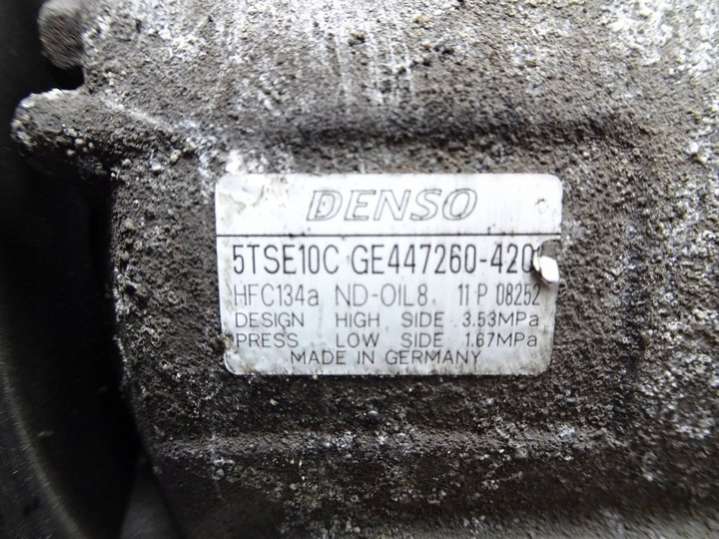 DENSO
5TSE10C GE447260-420
HFC134a ND-OIL8. 11 P 08252
DESIGN HIGH SIDE 3.53MPa
PRESS LOW SIDE 1.67MPa
MADE IN GERMANY